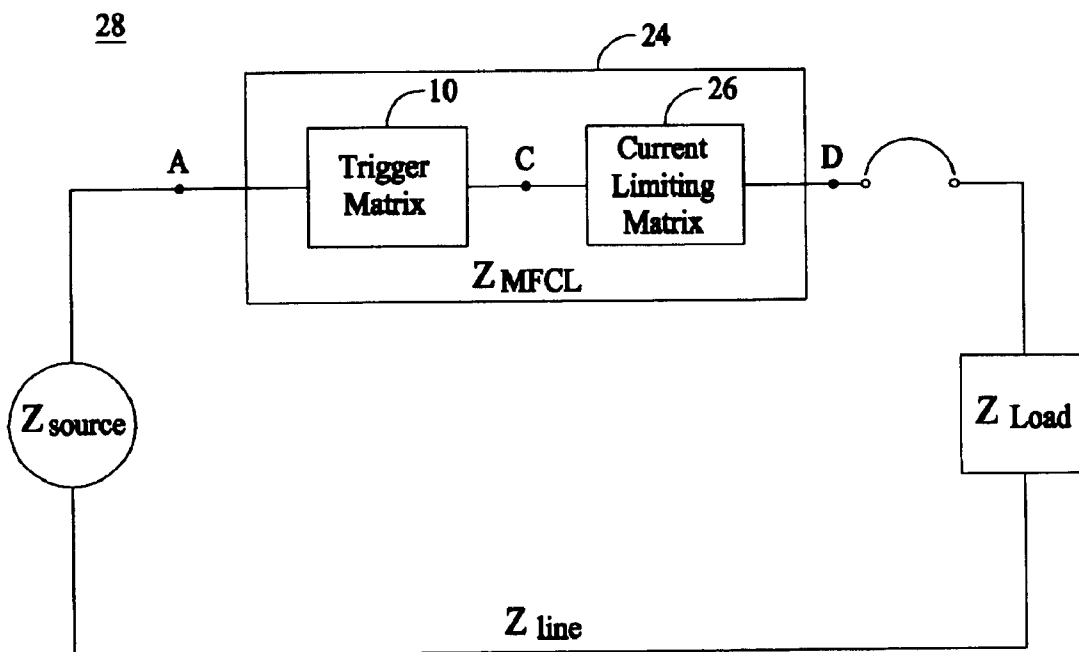 28
24
10
26
A
Trigger
Matrix
C
Current
Limiting
Matrix
D
Z MFCL
Z source
Z Load
Z line